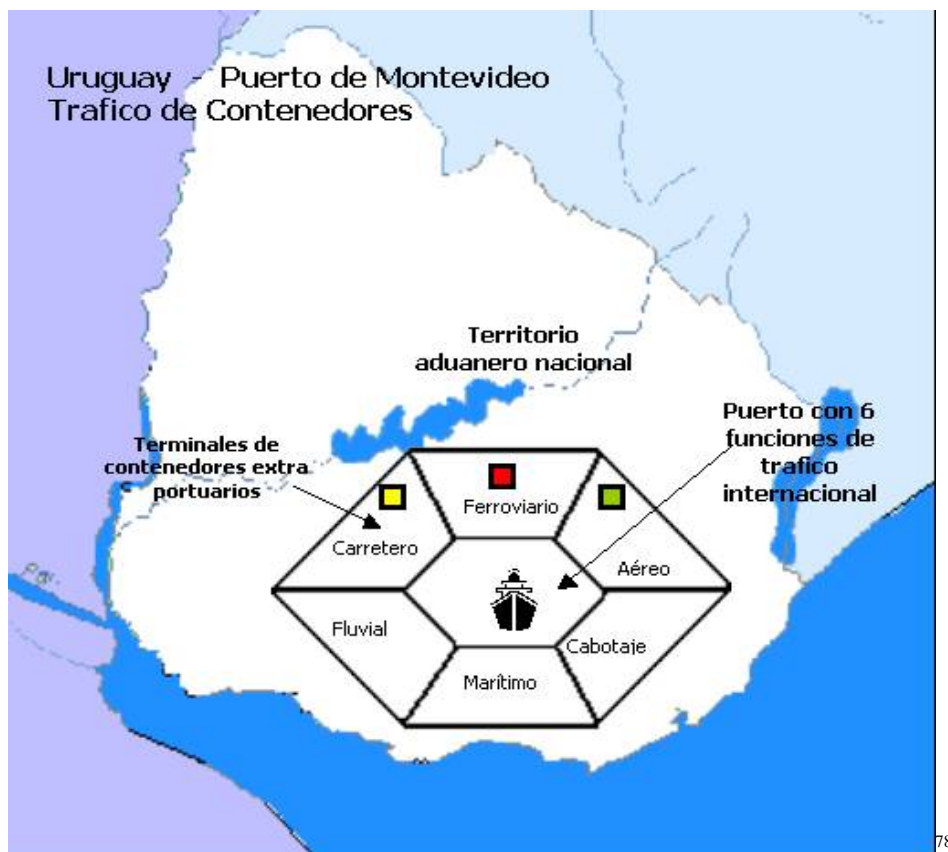 Uruguay - Puerto de Montevideo
Trafico de Contenedores
Territorio
aduanero nacional
Puerto con 6
funciones de
trafico
internacional
Terminales de
contenedores extra
portuarios
Ferroviario
Carretero
Aéreo
Fluvial
Cabotaje
Marítimo
78